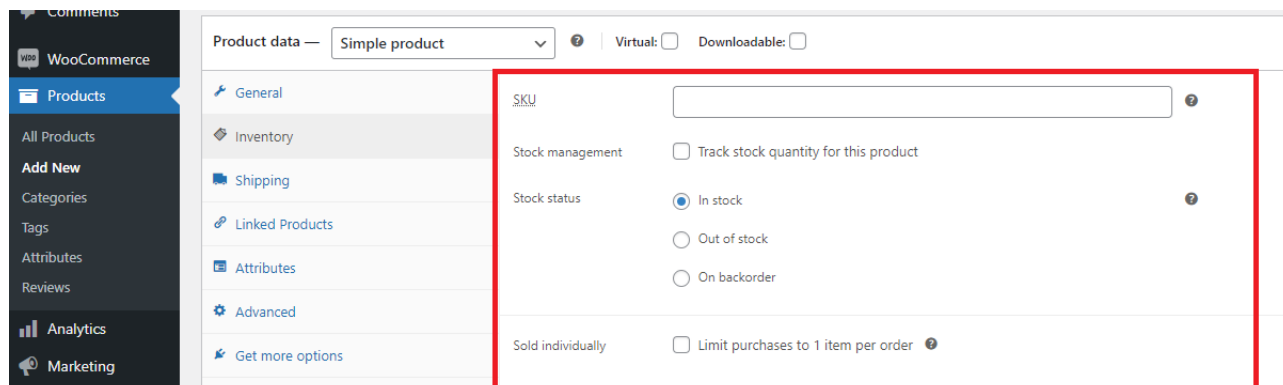 Comments
WooCommerce
Products
All Products
Add New
Categories
Tags
Attributes
Reviews
Analytics
Marketing
Product data — Simple product Virtual: Downloadable:
General
Inventory
Shipping
Linked Products
Attributes
Advanced
Get more options
SKU
Stock management Track stock quantity for this product
Stock status In stock
Out of stock
On backorder
Sold individually Limit purchases to 1 item per order